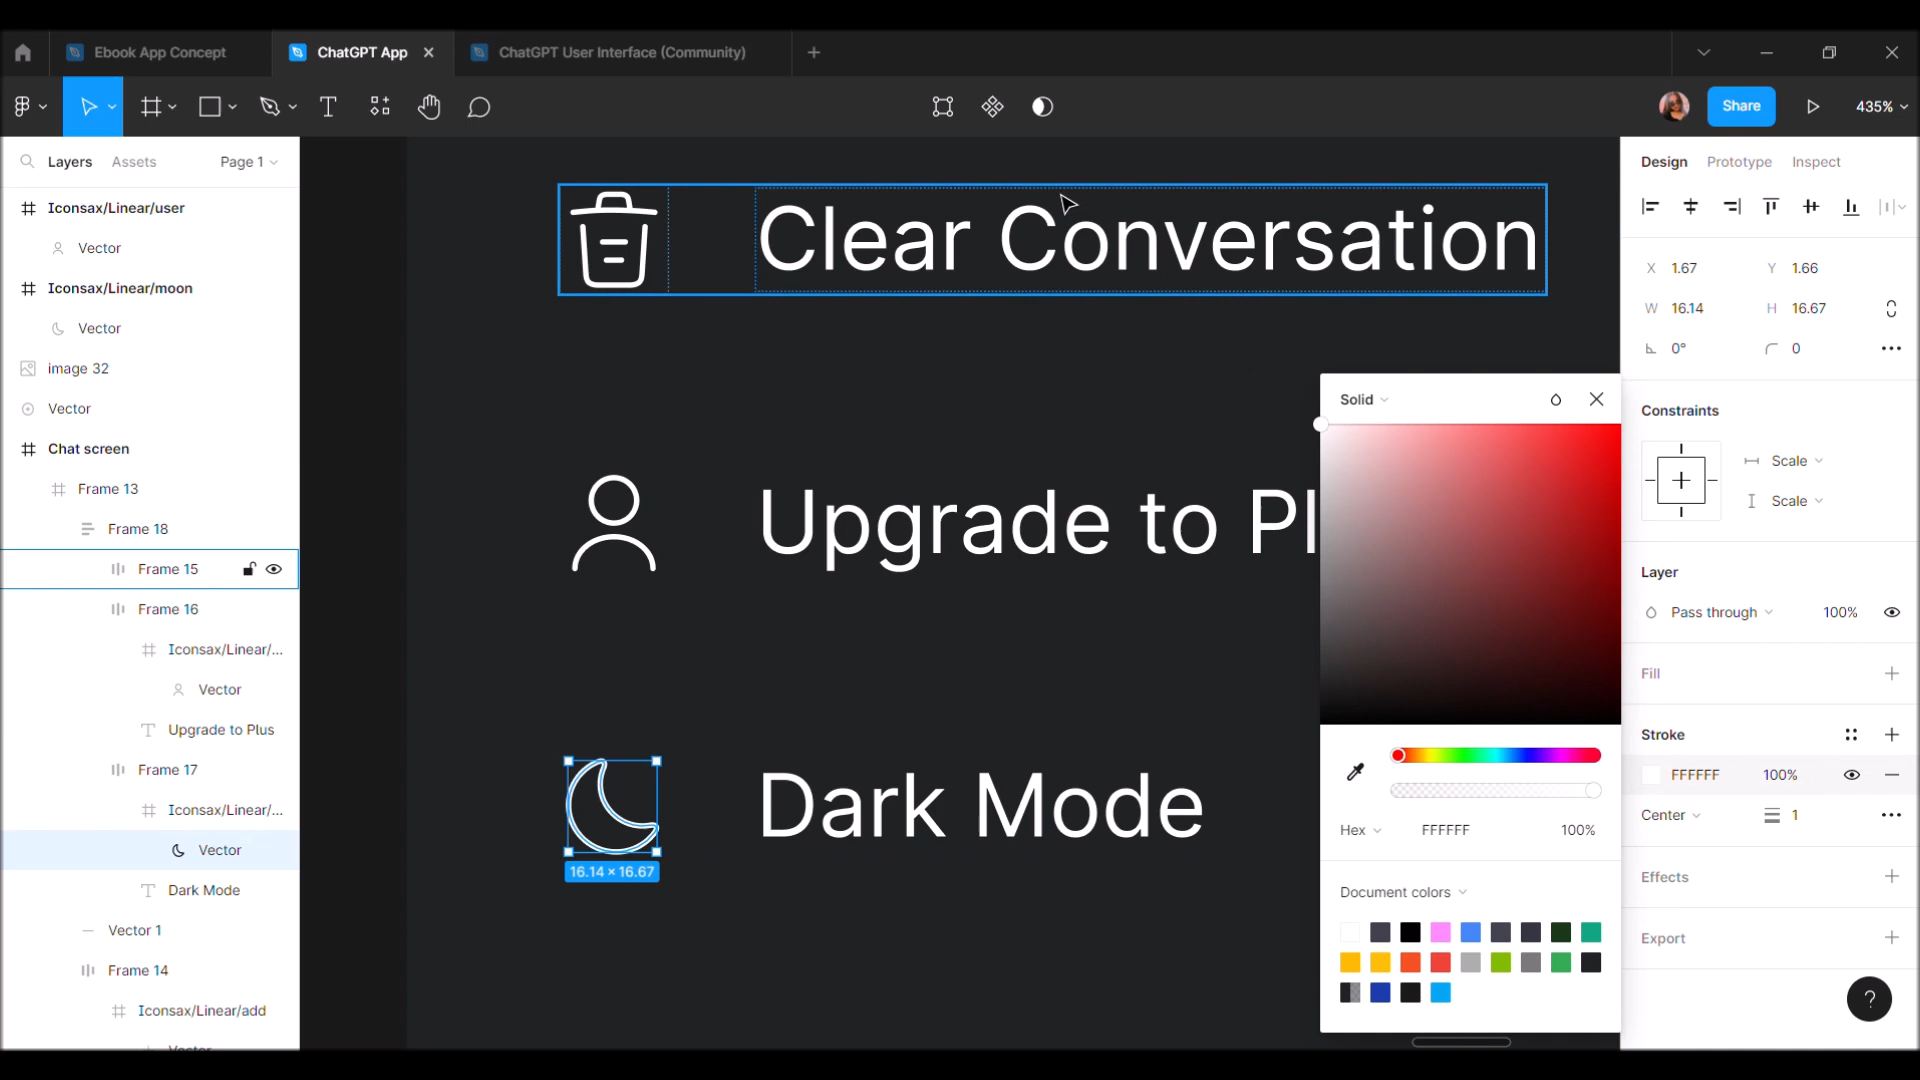 Ebook App Concept
ChatGPT App
ChatGPT User Interface (Community)
Share
435%
Layers
Assets
Page 1
Iconsax/Linear/user
Vector
Iconsax/Linear/moon
Vector
image 32
Vector
Chat screen
Frame 13
Frame 18
Frame 15
Frame 16
Iconsax/Linear/...
Vector
Upgrade to Plus
Frame 17
Iconsax/Linear/...
Vector
Dark Mode
Vector 1
Frame 14
Iconsax/Linear/add
Clear Conversation
Upgrade to Pl
Dark Mode
16.14 × 16.67
Solid
Hex
FFFFFF
100%
Document colors
Design
Prototype
Inspect
X 1.67
Y 1.66
W 16.14
H 16.67
0°
0
Constraints
Scale
Scale
Layer
Pass through
100%
Fill
Stroke
FFFFFF
100%
Center
1
Effects
Export
?